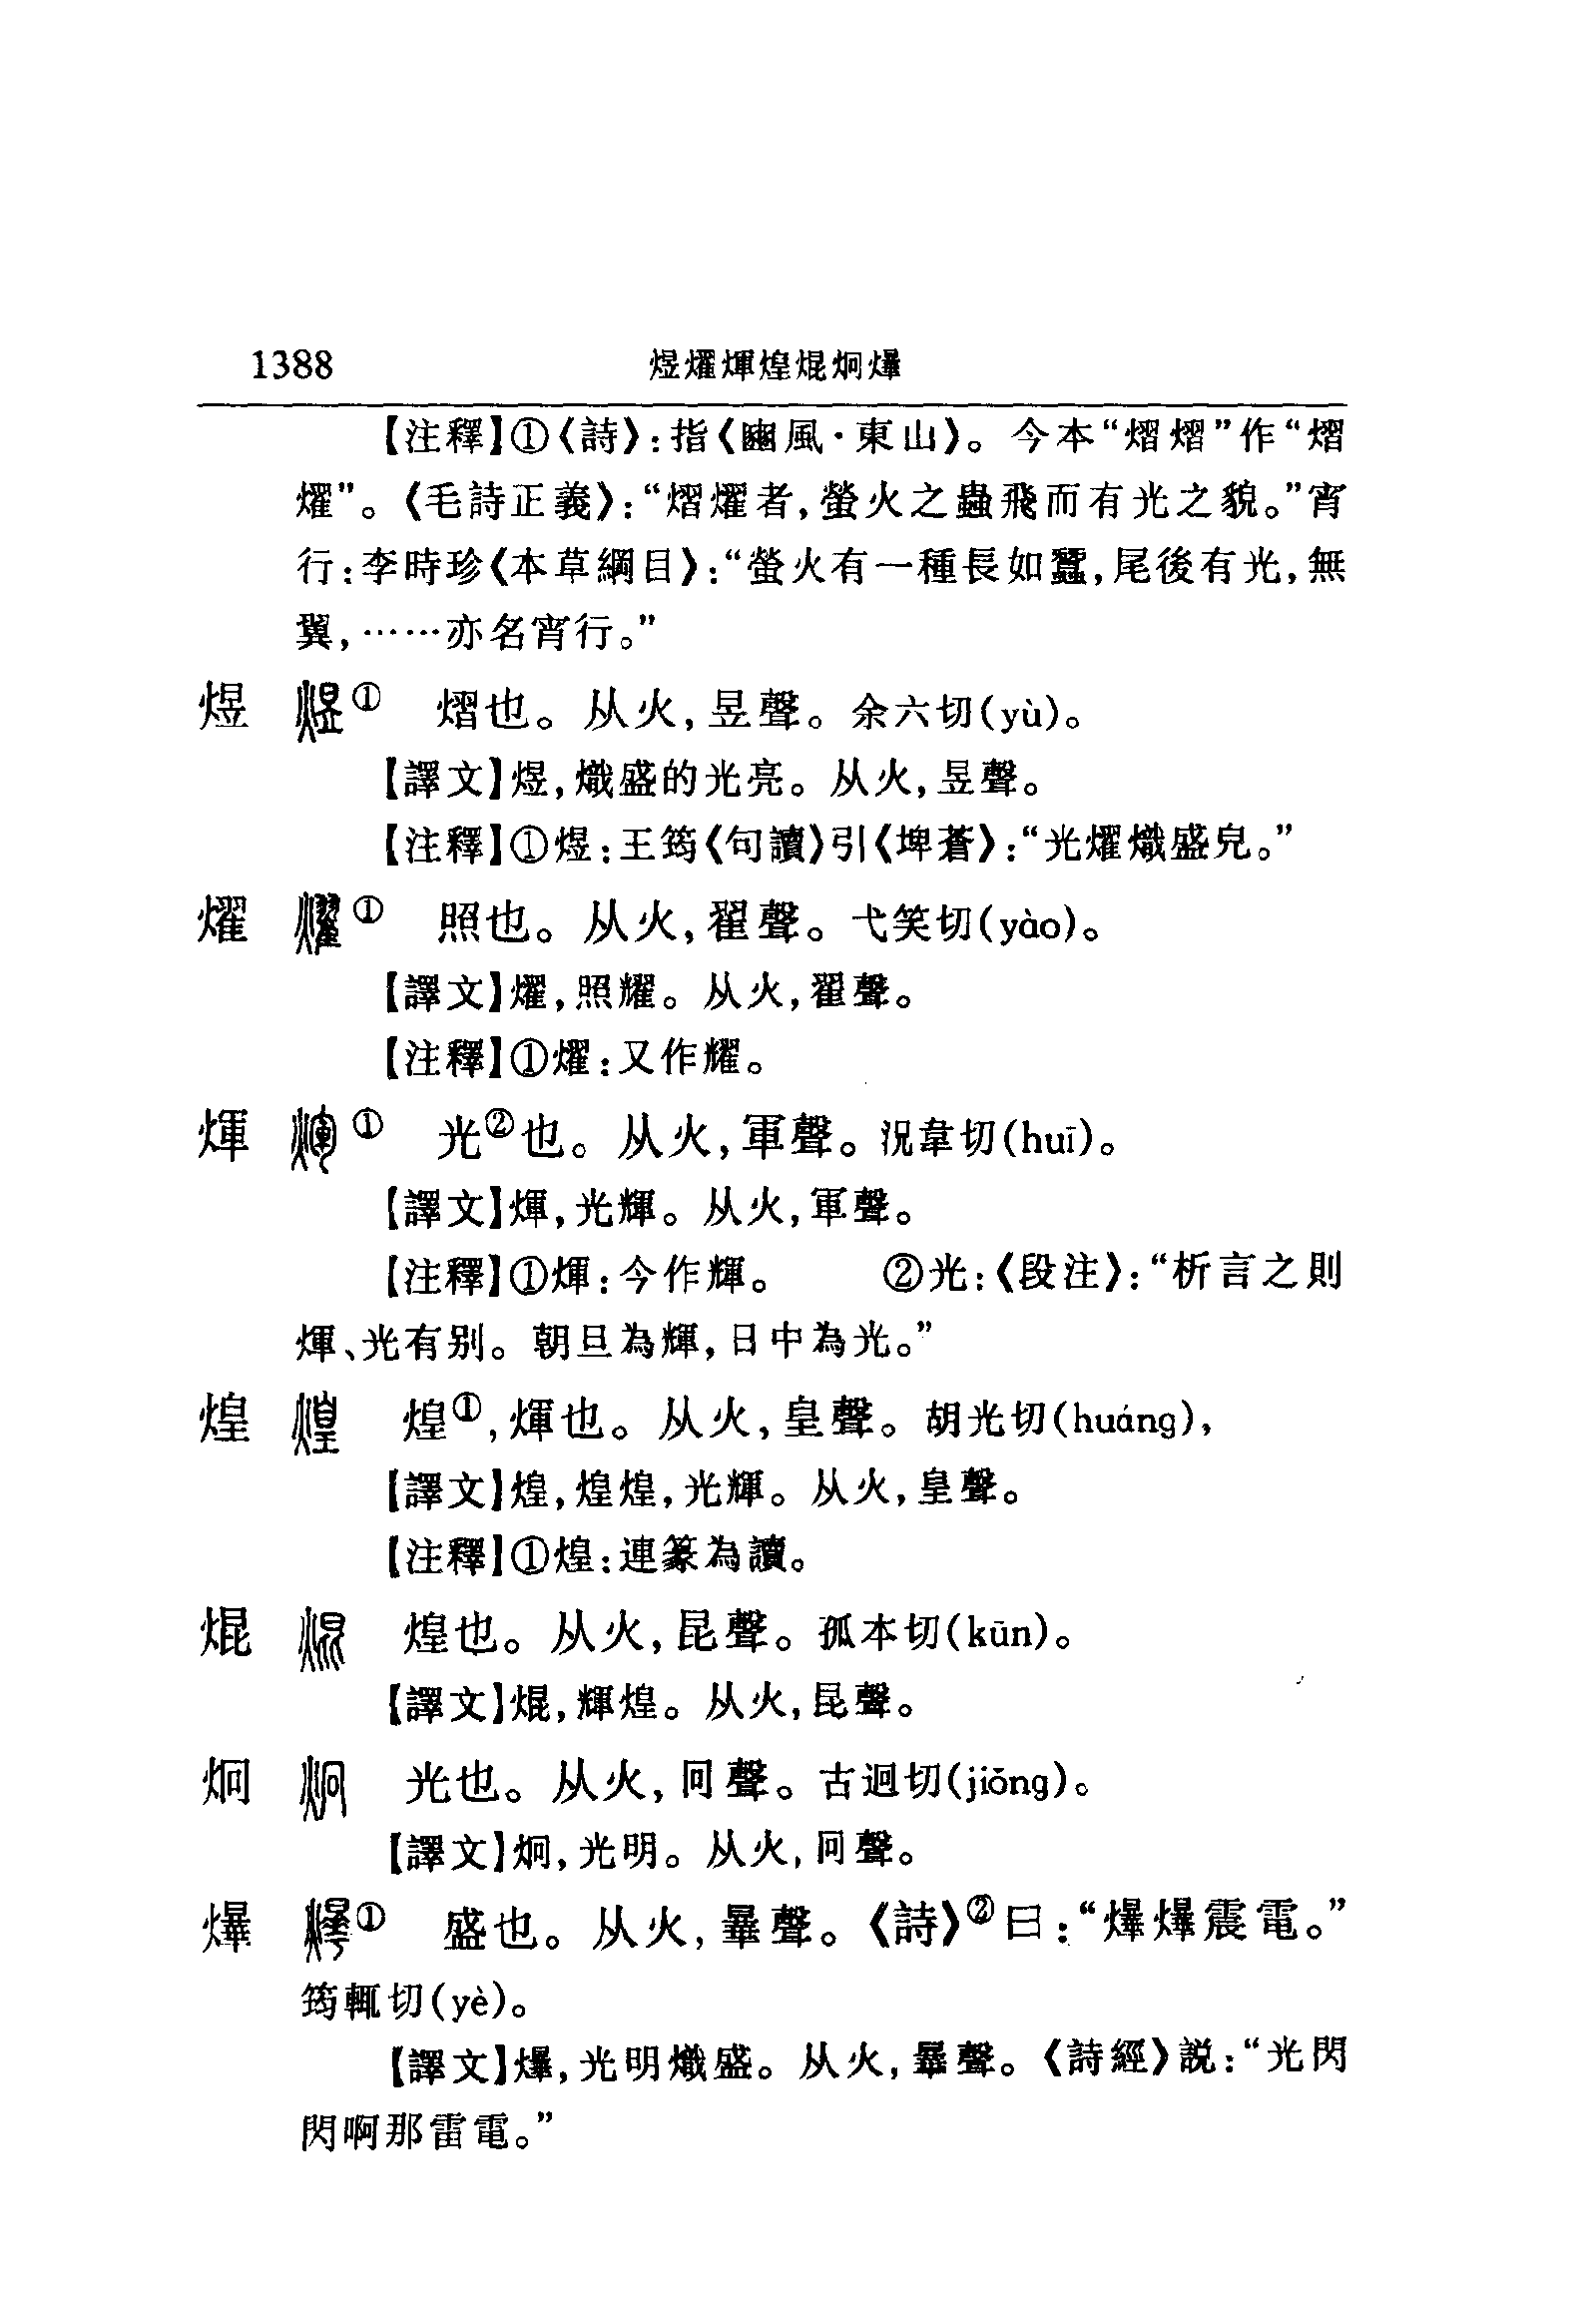 1388
煜燿煇煌焜炯爗
【注釋】①《詩》：指《豳風·東山》。今本“熠熠”作“熠
燿”。《毛詩正義》：“熠燿者，螢火之蟲飛而有光之貌。”宵
行：李時珍《本草綱目》：“螢火有一種長如蠶，尾後有光，無
翼，……亦名宵行。”
煜 ① 熠也。从火，昱聲。余六切(yù)。
【譯文】煜，熾盛的光亮。从火，昱聲。
【注釋】①煜：王筠《句讀》引《埤蒼》：“光燿熾盛皃。”
燿 ① 照也。从火，翟聲。弋笑切(yào)。
【譯文】燿，照耀。从火，翟聲。
【注釋】①燿：又作耀。
煇 ① 光②也。从火，軍聲。況韋切(huī)。
【譯文】煇，光輝。从火，軍聲。
【注釋】①煇：今作輝。 ②光：《段注》：“析言之則
煇、光有别。朝旦為輝，日中為光。”
煌 煌①，煇也。从火，皇聲。胡光切(huáng)，
【譯文】煌，煌煌，光輝。从火，皇聲。
【注釋】①煌：連篆為讀。
焜 煌也。从火，昆聲。孤本切(kūn)。
【譯文】焜，輝煌。从火，昆聲。
炯 光也。从火，冋聲。古迥切(jiǒng)。
【譯文】炯，光明。从火，冋聲。
爗 ① 盛也。从火，㬪聲。《詩》②曰：“爗爗震電。”
筠輒切(yè)。
【譯文】爗，光明熾盛。从火，㬪聲。《詩經》説：“光閃
閃啊那雷電。”